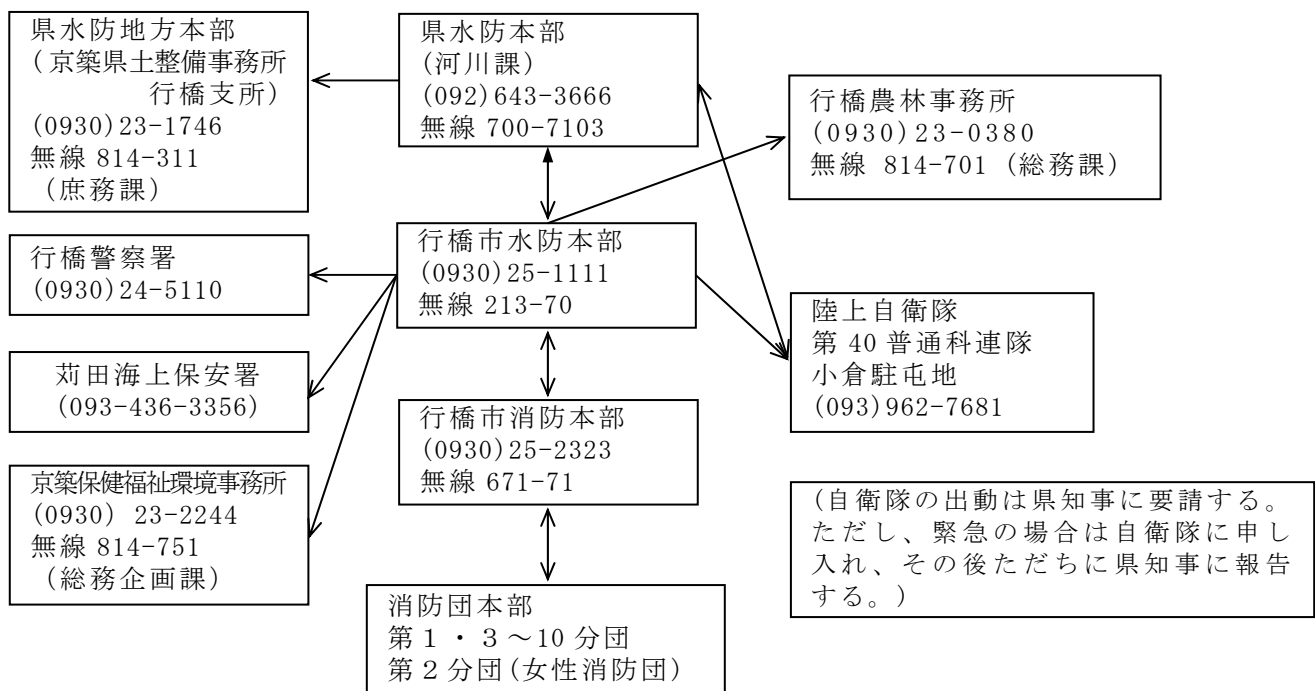 県水防地方本部
(京築県土整備事務所
行橋支所)
(0930)23-1746
無線 814-311
(庶務課)
県水防本部
(河川課)
(092)643-3666
無線 700-7103
行橋農林事務所
(0930)23-0380
無線 814-701 (総務課)
行橋警察署
(0930)24-5110
行橋市水防本部
(0930)25-1111
無線 213-70
陸上自衛隊
第 40 普通科連隊
小倉駐屯地
(093)962-7681
苅田海上保安署
(093-436-3356)
行橋市消防本部
(0930)25-2323
無線 671-71
京築保健福祉環境事務所
(0930) 23-2244
無線 814-751
(総務企画課)
(自衛隊の出動は県知事に要請する。
ただし、緊急の場合は自衛隊に申し
入れ、その後ただちに県知事に報告
する。)
消防団本部
第1・3～10 分団
第2分団(女性消防団)